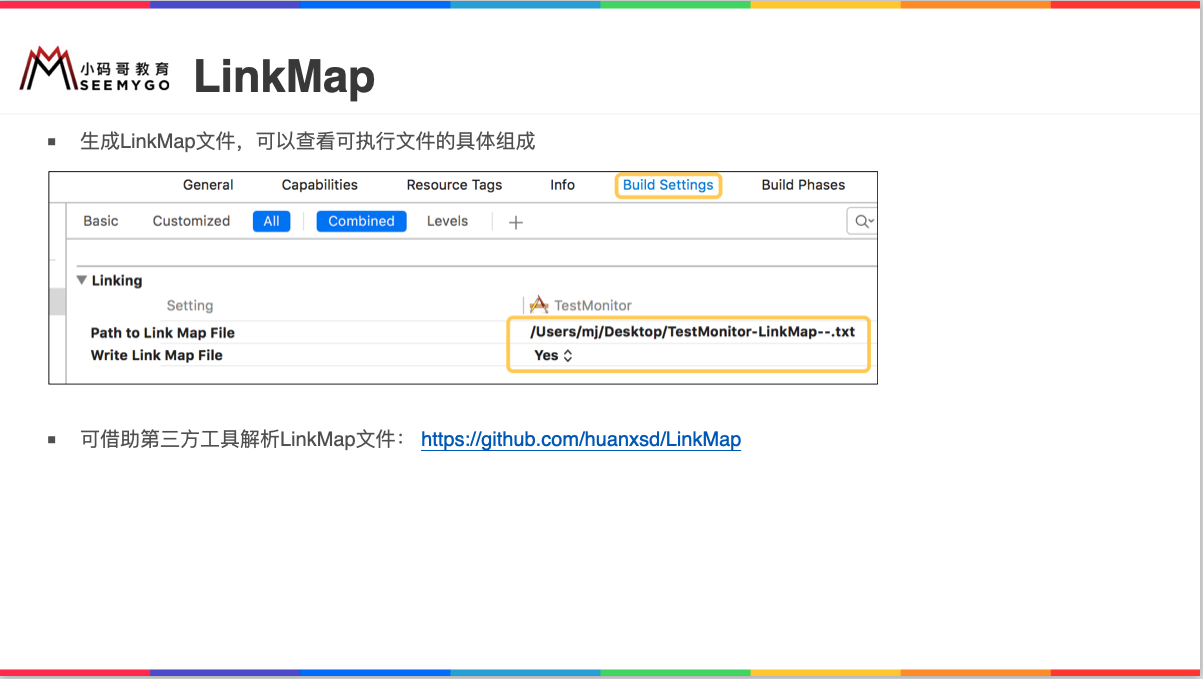 小码哥教育
SEEMYGO
LinkMap
生成LinkMap文件，可以查看可执行文件的具体组成
General Capabilities Resource Tags Info Build Settings Build Phases
Basic Customized All Combined Levels +
Linking
Setting TestMonitor
Path to Link Map File /Users/mj/Desktop/TestMonitor-LinkMap--.txt
Write Link Map File Yes
可借助第三方工具解析LinkMap文件： https://github.com/huanxsd/LinkMap